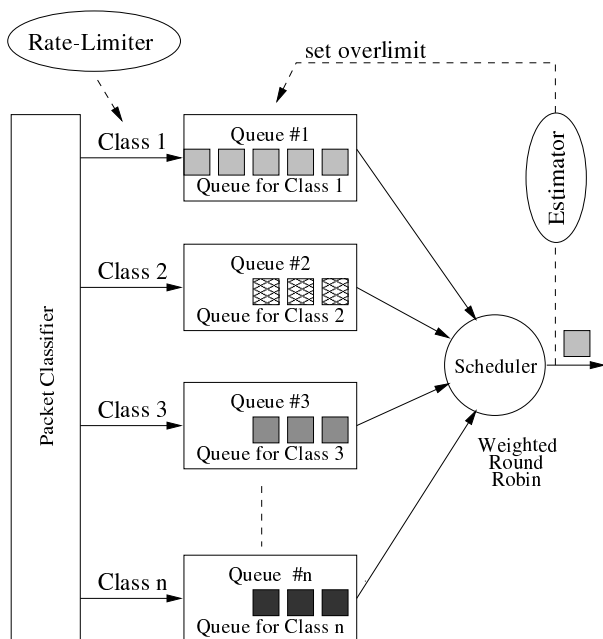 Rate-Limiter
set overlimit
Class 1
Queue #1
Queue for Class 1
Estimator
Class 2
Queue #2
Queue for Class 2
Packet Classifier
Scheduler
Class 3
Queue #3
Queue for Class 3
Weighted
Round
Robin
Class n
Queue #n
Queue for Class n